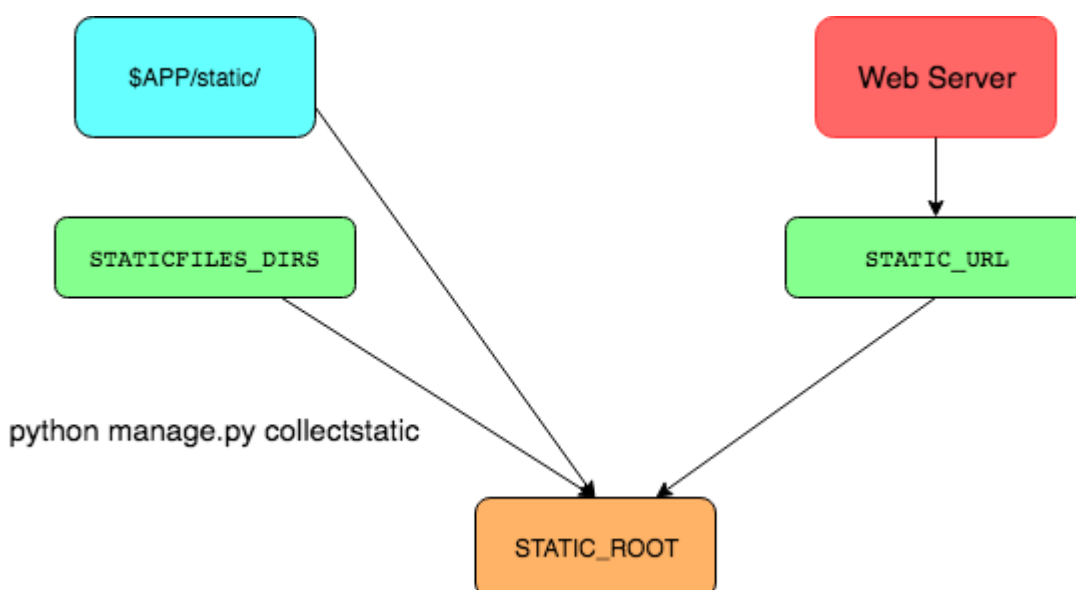 $APP/static/
Web Server
STATICFILES_DIRS
STATIC_URL
python manage.py collectstatic
STATIC_ROOT